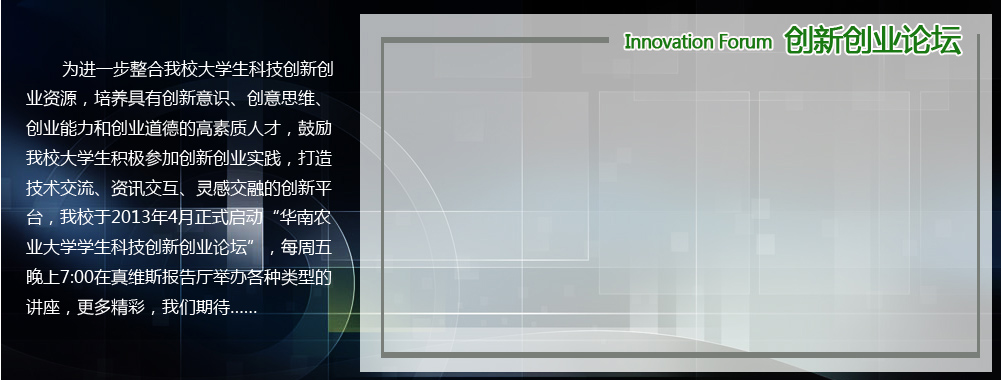 为进一步整合我校大学生科技创新创
业资源，培养具有创新意识、创意思维、
创业能力和创业道德的高素质人才，鼓励
我校大学生积极参加创新创业实践，打造
技术交流、资讯交互、灵感交融的创新平
台，我校于2013年4月正式启动“华南农
业大学学生科技创新创业论坛”，每周五
晚上7:00在真维斯报告厅举办各种类型的
讲座，更多精彩，我们期待......
Innovation Forum 创新创业论坛